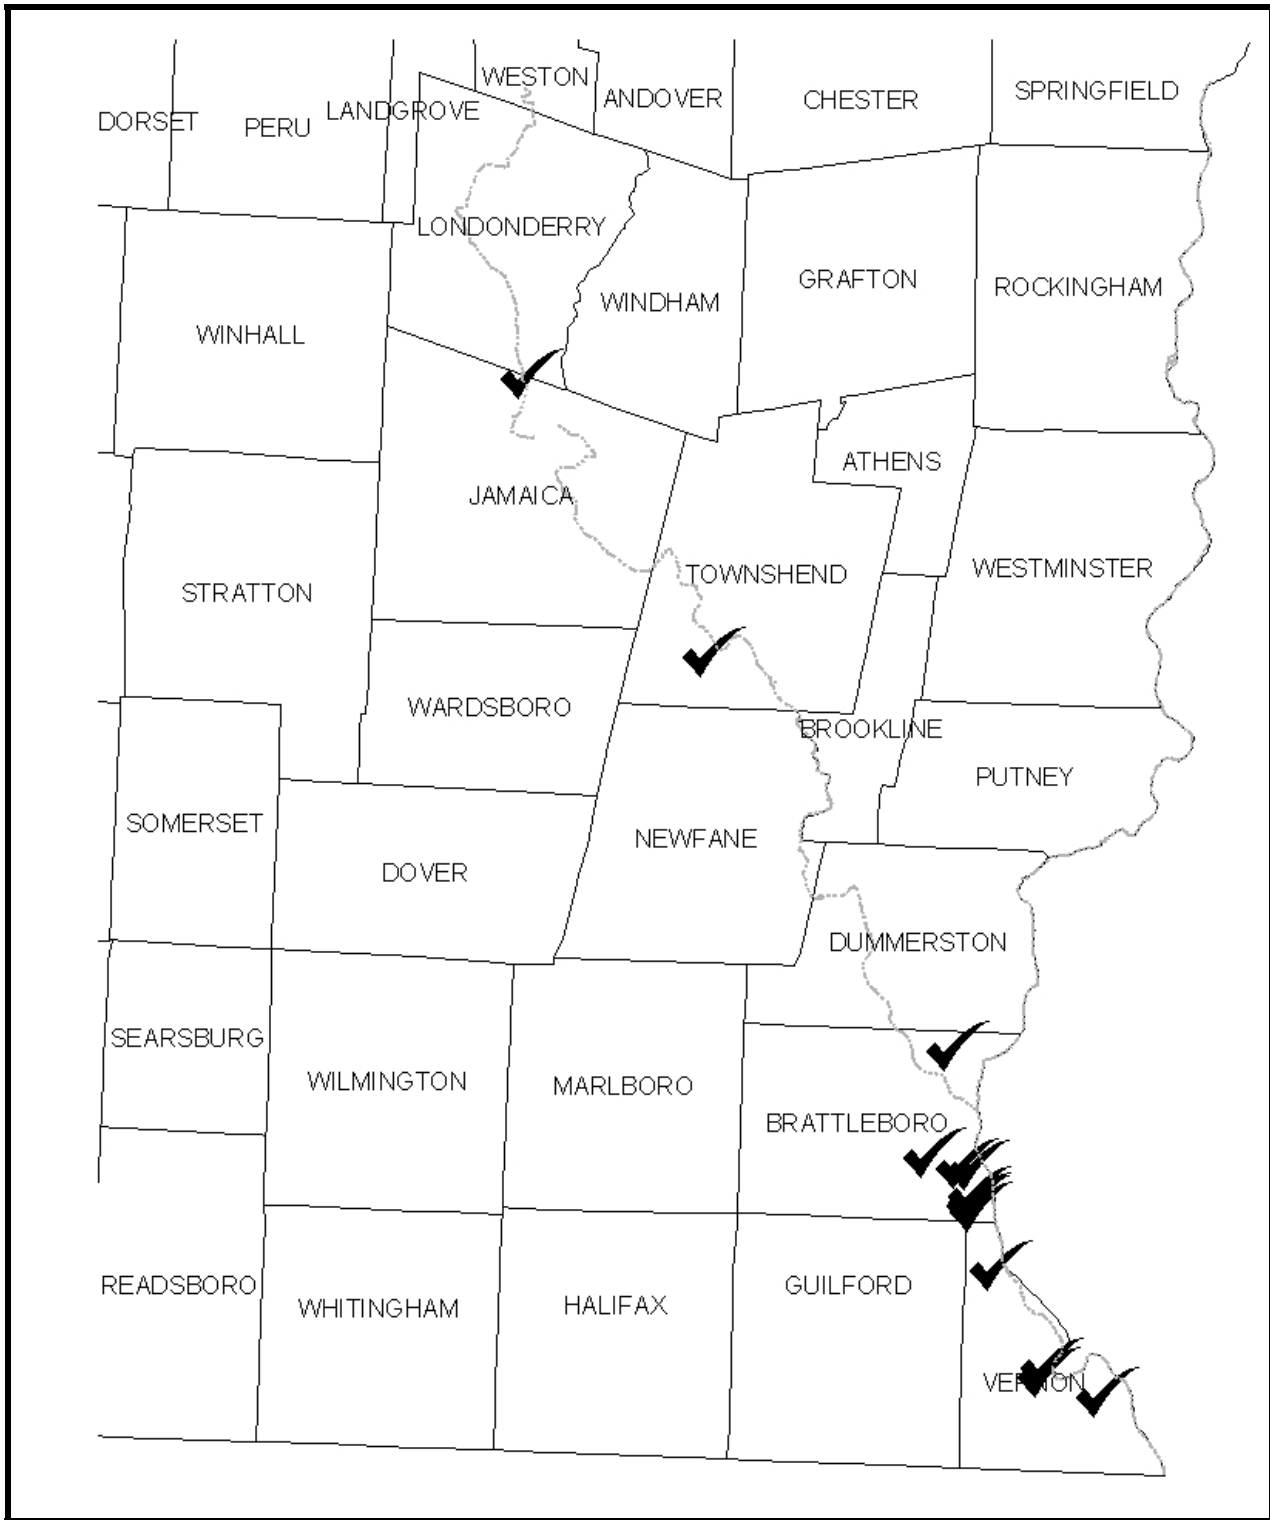 WESTON
SPRINGFIELD
ANDOVER
CHESTER
LANDGROVE
DORSET
PERU
LONDONDERRY
GRAFTON
ROCKINGHAM
WINDHAM
WINHALL
ATHENS
JAMAICA
WESTMINSTER
TOWNSHEND
STRATTON
WARDSBORO
BROOKLINE
PUTNEY
SOMERSET
NEWFANE
DOVER
DUMMERSTON
SEARSBURG
WILMINGTON
MARLBORO
BRATTLEBORO
READSBORO
GUILFORD
WHITINGHAM
HALIFAX
VERNON